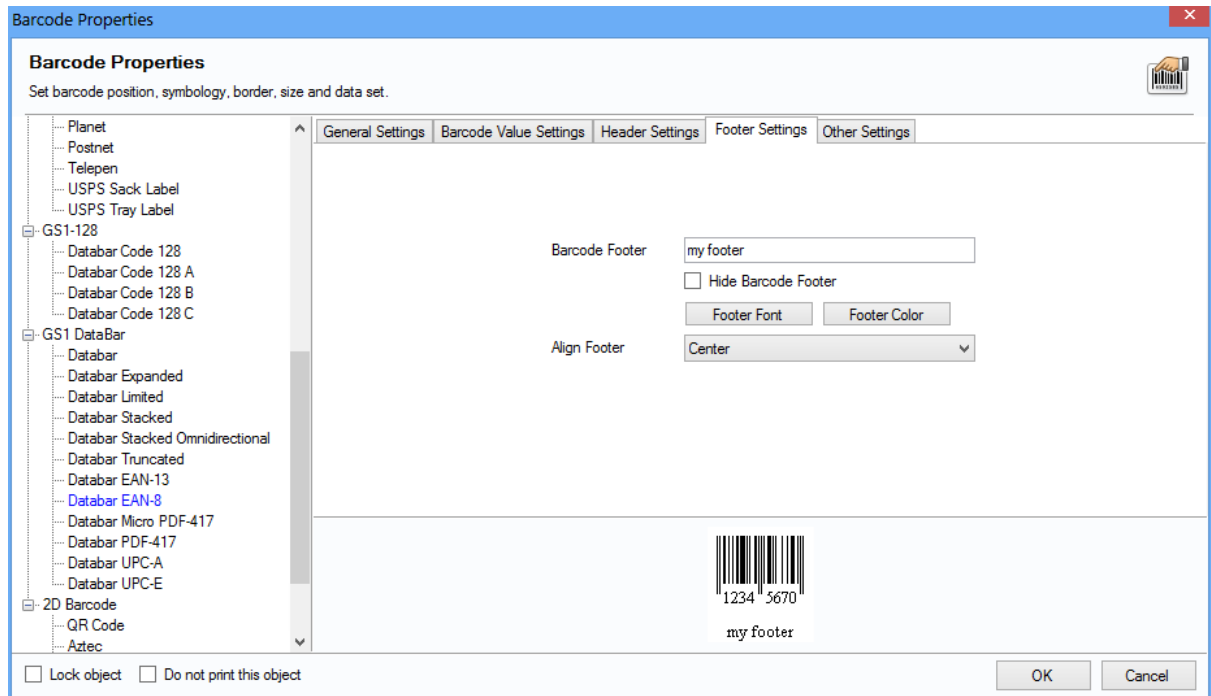 Barcode Properties
Barcode Properties
Set barcode position, symbology, border, size and data set.
Planet
Postnet
Telepen
USPS Sack Label
USPS Tray Label
GS1-128
Databar Code 128
Databar Code 128 A
Databar Code 128 B
Databar Code 128 C
GS1 DataBar
Databar
Databar Expanded
Databar Limited
Databar Stacked
Databar Stacked Omnidirectional
Databar Truncated
Databar EAN-13
Databar EAN-8
Databar Micro PDF-417
Databar PDF-417
Databar UPC-A
Databar UPC-E
2D Barcode
QR Code
Aztec
General Settings Barcode Value Settings Header Settings Footer Settings Other Settings
Barcode Footer my footer
Hide Barcode Footer
Footer Font Footer Color
Align Footer Center
1234 5670
my footer
Lock object Do not print this object OK Cancel